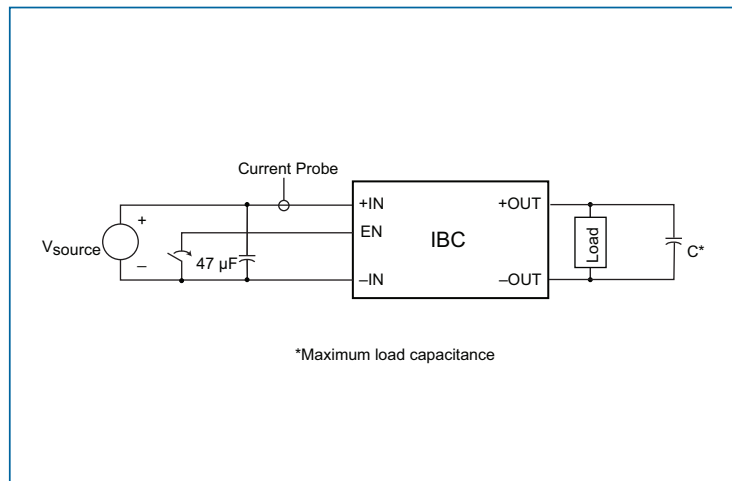 Current Probe
+IN
+OUT
+
EN
IBC
Vsource
Load
C*
47 µF
–
–IN
–OUT
*Maximum load capacitance